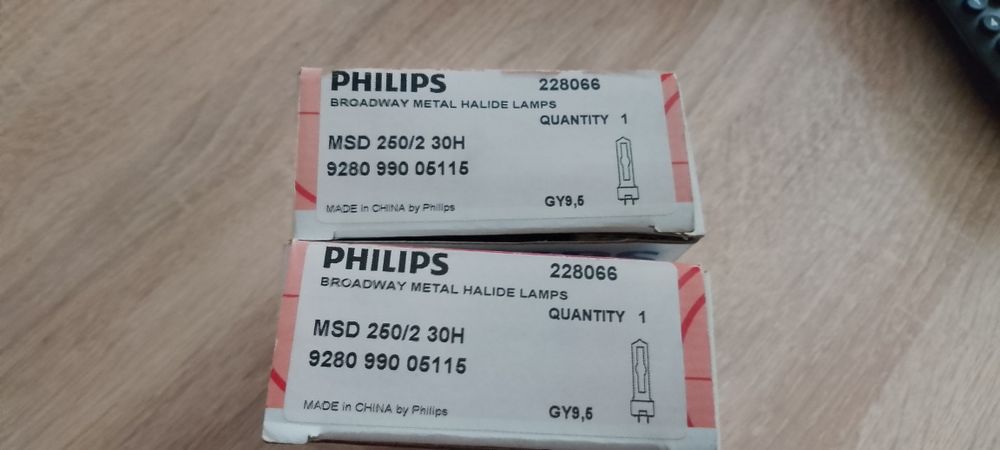 PHILIPS 228066
BROADWAY METAL HALIDE LAMPS
QUANTITY 1
MSD 250/2 30H
9280 990 05115
MADE in CHINA by Philips GY9,5
PHILIPS 228066
BROADWAY METAL HALIDE LAMPS
QUANTITY 1
MSD 250/2 30H
9280 990 05115
MADE in CHINA by Philips GY9,5